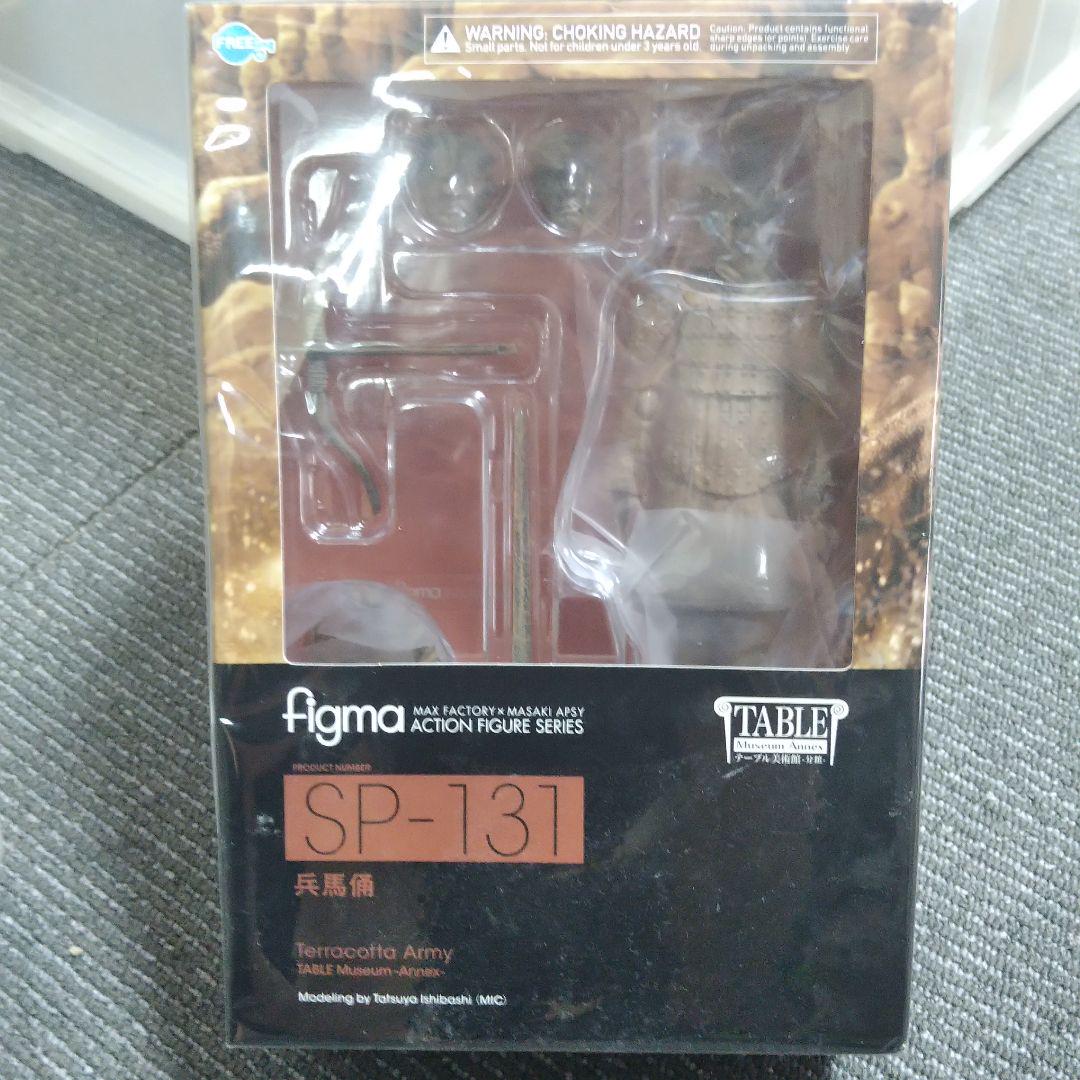 FREEing
WARNING: CHOKING HAZARD
Small parts. Not for children under 3 years old.
Caution: Product contains functional
sharp edges (or points). Exercise care
during unpacking and assembly.
figma
figma
MAX FACTORY × MASAKI APSY
ACTION FIGURE SERIES
TABLE
Museum Annex
テーブル美術館-分館-
PRODUCT NUMBER
SP-131
兵馬俑
Terracotta Army
TABLE Museum -Annex-
Modeling by Tatsuya Ishibashi (MIC)